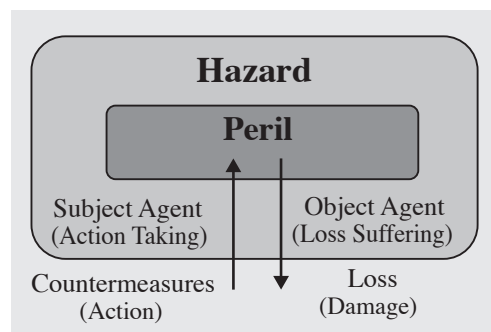 Hazard
Peril
Subject Agent
(Action Taking)
Object Agent
(Loss Suffering)
Countermeasures
(Action)
Loss
(Damage)